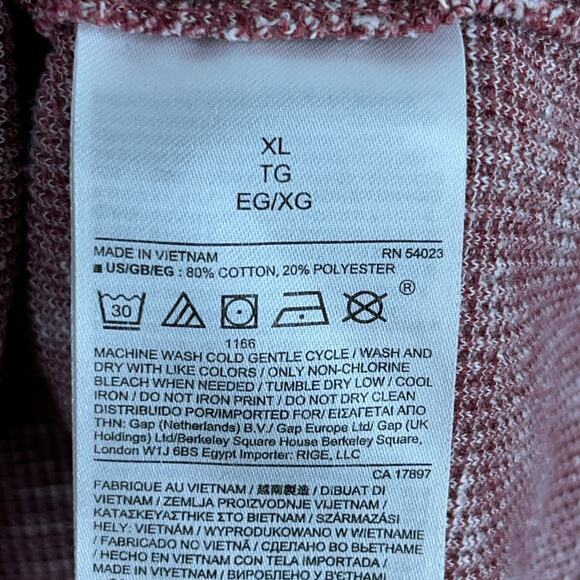 XL
TG
EG/XG
MADE IN VIETNAM RN 54023
US/GB/EG : 80% COTTON, 20% POLYESTER
30
®
1166
MACHINE WASH COLD GENTLE CYCLE / WASH AND
DRY WITH LIKE COLORS / ONLY NON-CHLORINE
BLEACH WHEN NEEDED / TUMBLE DRY LOW / COOL
IRON / DO NOT IRON PRINT / DO NOT DRY CLEAN
DISTRIBUIDO POR/IMPORTED FOR/ ΕΙΣΑΓΕΤΑΙ ΑΠΟ
ΤΗΝ: Gap (Netherlands) B.V./ Gap Europe Ltd/ Gap (UK
Holdings) Ltd/Berkeley Square House Berkeley Square,
London W1J 6BS Egypt Importer: RIGE, LLC
CA 17897
FABRIQUE AU VIETNAM / 越南製造 / DIBUAT DI
VIETNAM / ZEMLJA PROIZVODNJE VIJETNAM /
ΚΑΤΑΣΚΕΥΑΣΤΗΚΕ ΣΤΟ ΒΙΕΤΝΑΜ / SZÁRMAZÁSI
HELY: VIETNÁM / WYPRODUKOWANO W WIETNAMIE
/ FABRICADO NO VIETNÃ / СДЕЛАНО ВО ВЬЕТНАМЕ
/ HECHO EN VIETNAM CON TELA IMPORTADA /
MADE IN VIYETNAM / ВИРОБЛЕНО У В'ЄТНАМІ